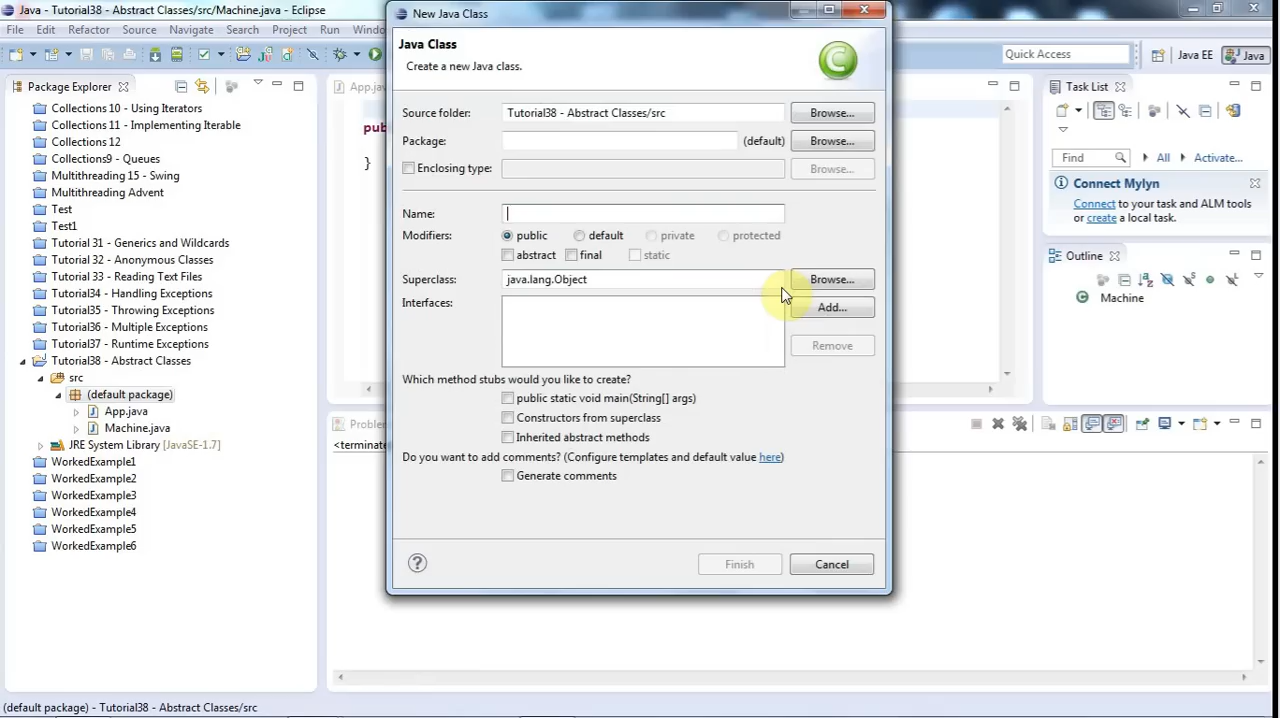 Java - Tutorial38 - Abstract Classes/src/Machine.java - Eclipse
File Edit Refactor Source Navigate Search Project Run
Quick Access
Java EE
Java
Package Explorer
Collections 10 - Using Iterators
Collections 11 - Implementing Iterable
Collections 12
Collections9 - Queues
Multithreading 15 - Swing
Multithreading Advent
Test
Test1
Tutorial 31 - Generics and Wildcards
Tutorial 32 - Anonymous Classes
Tutorial 33 - Reading Text Files
Tutorial34 - Handling Exceptions
Tutorial35 - Throwing Exceptions
Tutorial36 - Multiple Exceptions
Tutorial37 - Runtime Exceptions
Tutorial38 - Abstract Classes
src
(default package)
App.java
Machine.java
JRE System Library [JavaSE-1.7]
WorkedExample1
WorkedExample2
WorkedExample3
WorkedExample4
WorkedExample5
WorkedExample6
}
New Java Class
Java Class
Create a new Java class.
Source folder: Tutorial38 - Abstract Classes/src Browse...
Package: (default) Browse...
Enclosing type: Browse...
Name:
Modifiers: public default private protected
abstract final static
Superclass: java.lang.Object Browse...
Interfaces: Add...
Remove
Which method stubs would you like to create?
public static void main(String[] args)
Constructors from superclass
Inherited abstract methods
Do you want to add comments? (Configure templates and default value here)
Generate comments
Finish Cancel
Task List
Find All Activate...
Connect Mylyn
Connect to your task and ALM tools
or create a local task.
Outline
Machine
(default package) - Tutorial38 - Abstract Classes/src